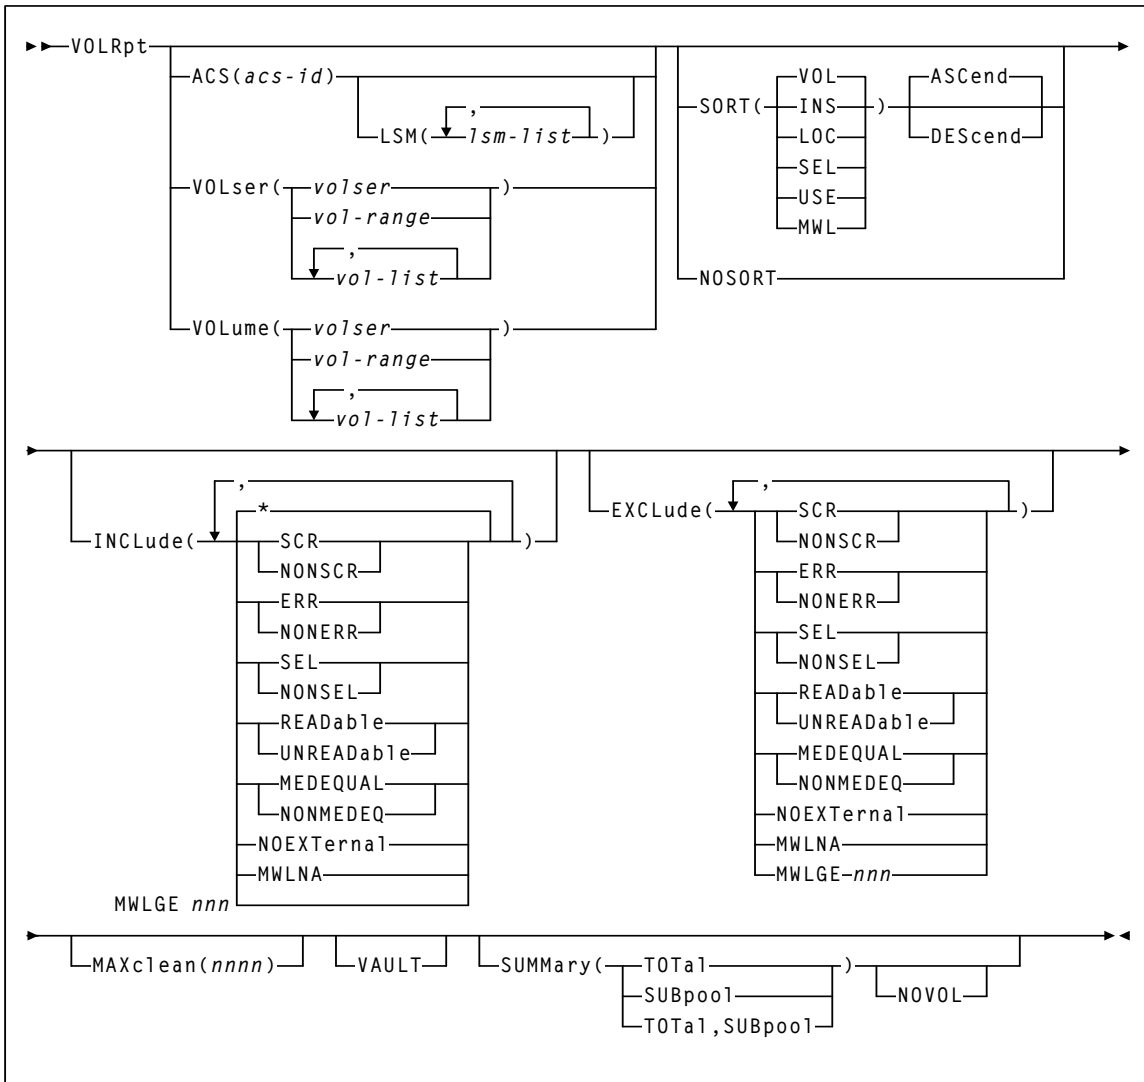 VOLRpt
ACS(acs-id)
LSM(
,
lsm-list
)
VOLser(
volser
vol-range
,
vol-list
)
VOLume(
volser
vol-range
,
vol-list
)
SORT(
VOL
INS
LOC
SEL
USE
MWL
)
ASCend
DEScend
NOSORT
INCLude(
,
*
SCR
NONSCR
ERR
NONERR
SEL
NONSEL
READable
UNREADable
MEDEQUAL
NONMEDEQ
NOEXTernal
MWLNA
MWLGE nnn
)
EXCLude(
,
SCR
NONSCR
ERR
NONERR
SEL
NONSEL
READable
UNREADable
MEDEQUAL
NONMEDEQ
NOEXTernal
MWLNA
MWLGE nnn
)
MAXclean(nnnn)
VAULT
SUMMary(
TOTal
SUBpool
TOTal,SUBpool
)
NOVOL